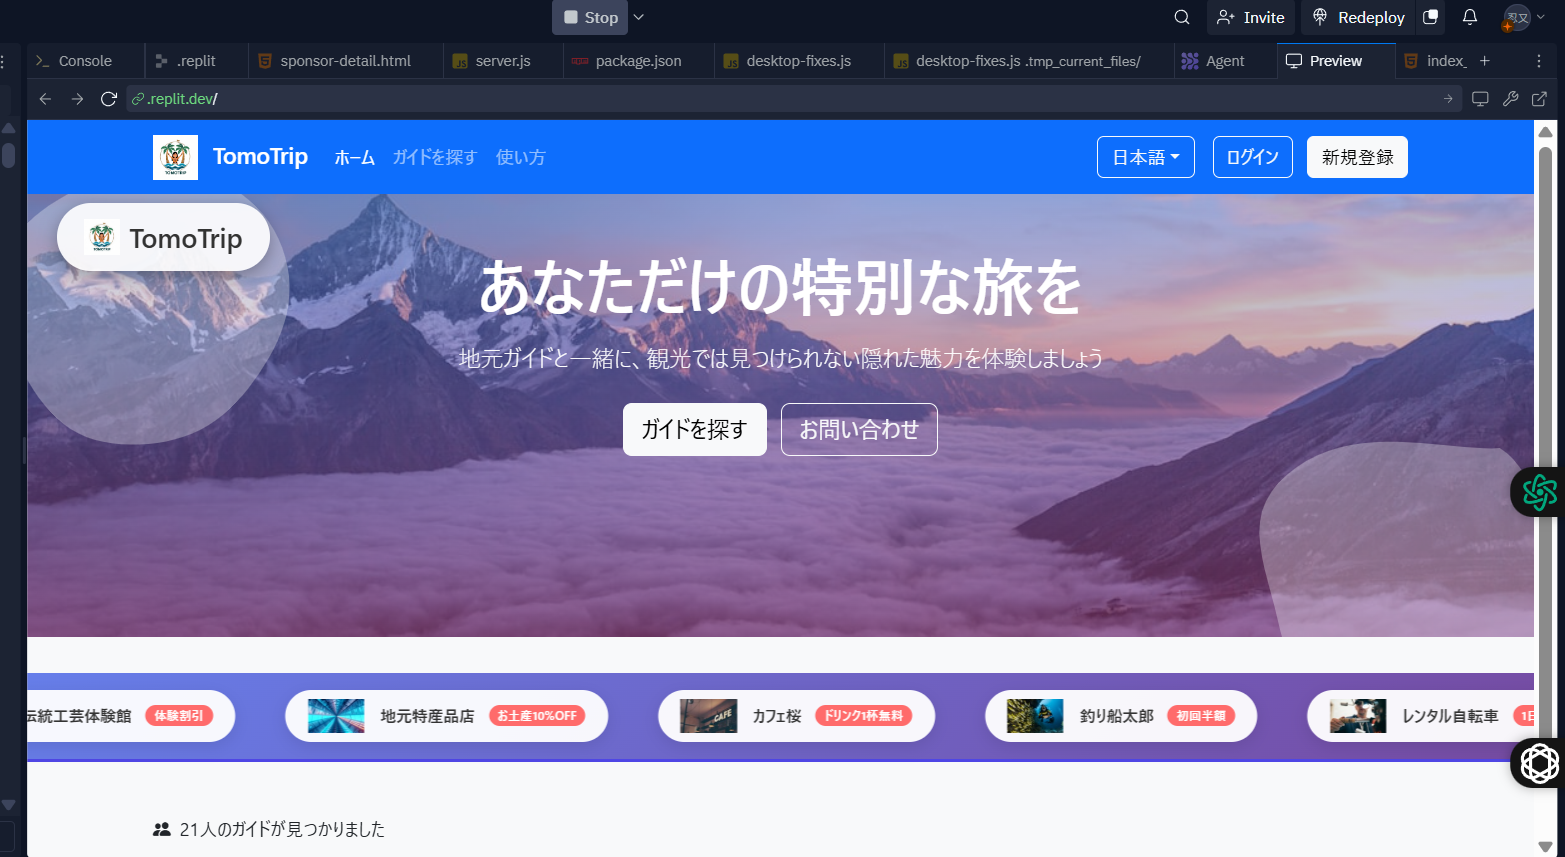 Stop
Invite
Redeploy
Console
.replit
sponsor-detail.html
server.js
package.json
desktop-fixes.js
desktop-fixes.js .tmp_current_files/
Agent
Preview
index_
.replit.dev/
TomoTrip
ホーム
ガイドを探す
使い方
日本語
ログイン
新規登録
TomoTrip
あなただけの特別な旅を
地元ガイドと一緒に、観光では見つけられない隠れた魅力を体験しましょう
ガイドを探す
お問い合わせ
伝統工芸体験館 体験割引
地元特産品店 お土産10%OFF
カフェ桜 ドリンク1杯無料
釣り船太郎 初回半額
レンタル自転車 1日
21人のガイドが見つかりました